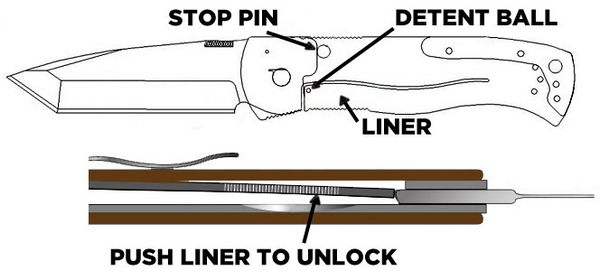 STOP PIN
DETENT BALL
LINER
PUSH LINER TO UNLOCK